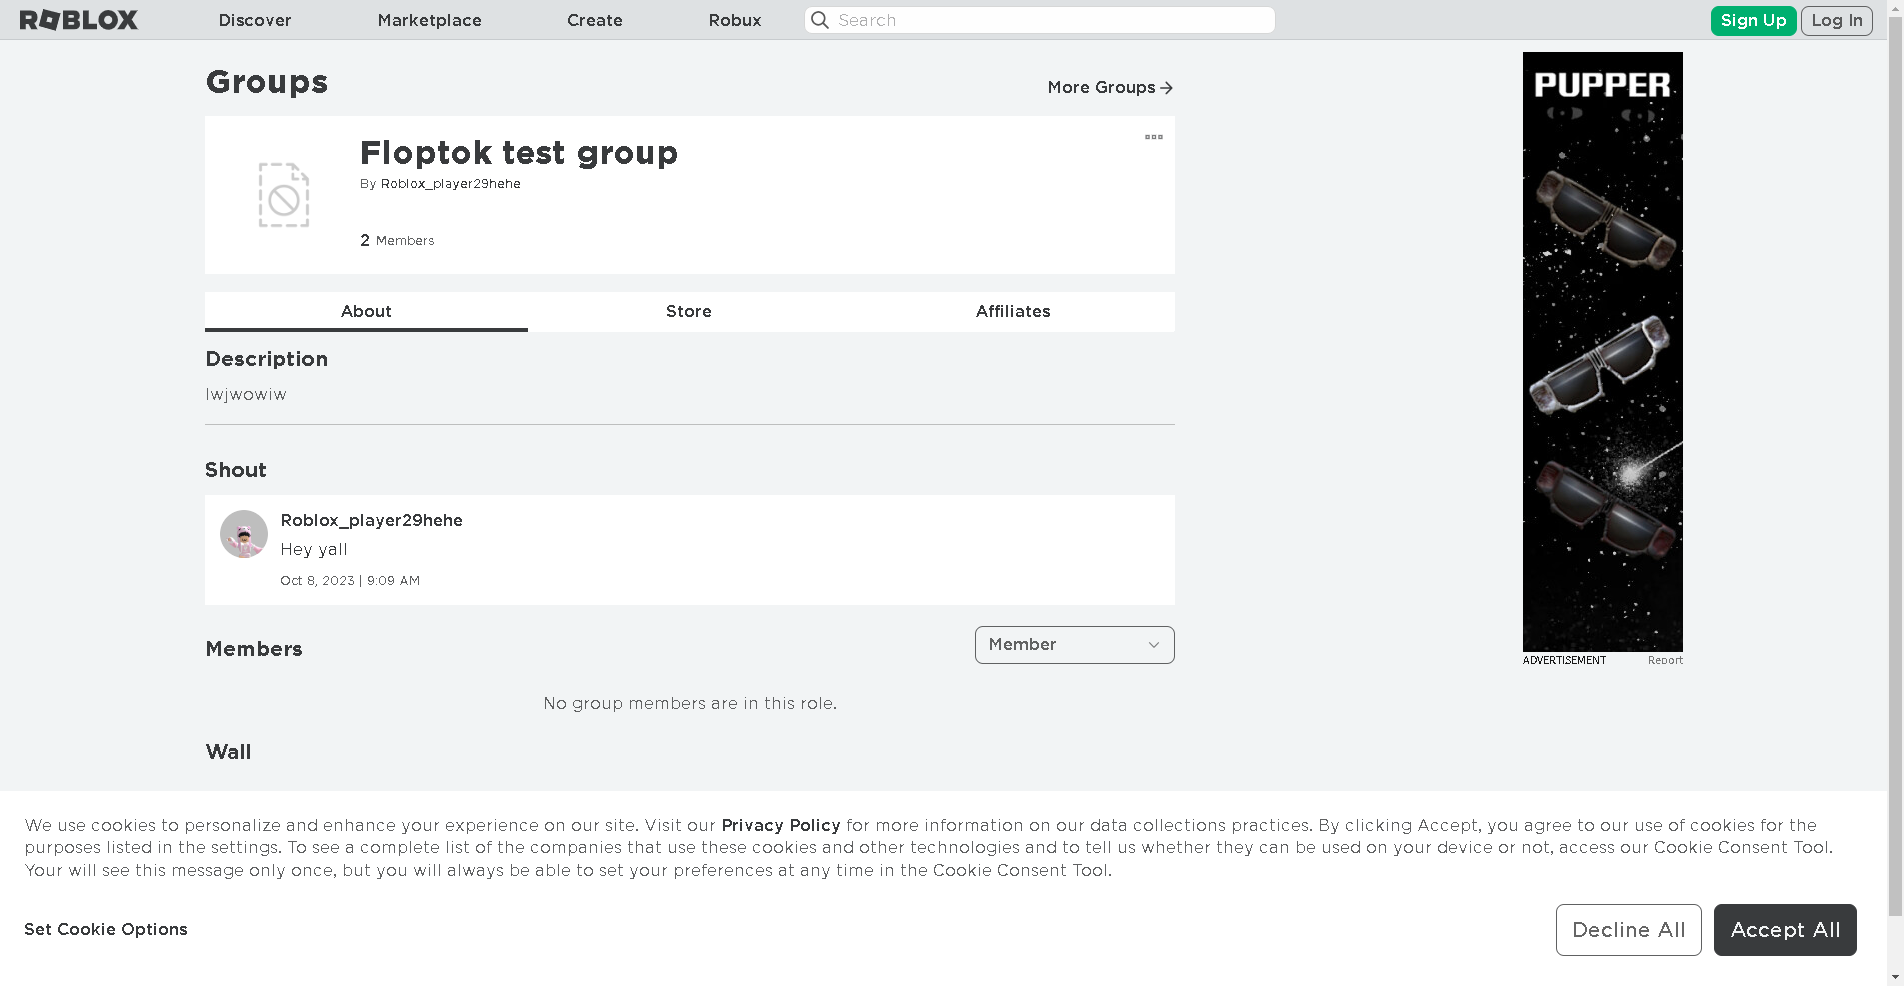 ROBLOX
Discover
Marketplace
Create
Robux
Search
Sign Up
Log In
Groups
More Groups
Floptok test group
By Roblox_player29hehe
2 Members
About
Store
Affiliates
Description
Iwjwowiw
Shout
Roblox_player29hehe
Hey yall
Oct 8, 2023 | 9:09 AM
Members
Member
No group members are in this role.
Wall
PUPPER
ADVERTISEMENT
Report
We use cookies to personalize and enhance your experience on our site. Visit our Privacy Policy for more information on our data collections practices. By clicking Accept, you agree to our use of cookies for the
purposes listed in the settings. To see a complete list of the companies that use these cookies and other technologies and to tell us whether they can be used on your device or not, access our Cookie Consent Tool.
Your will see this message only once, but you will always be able to set your preferences at any time in the Cookie Consent Tool.
Set Cookie Options
Decline All
Accept All